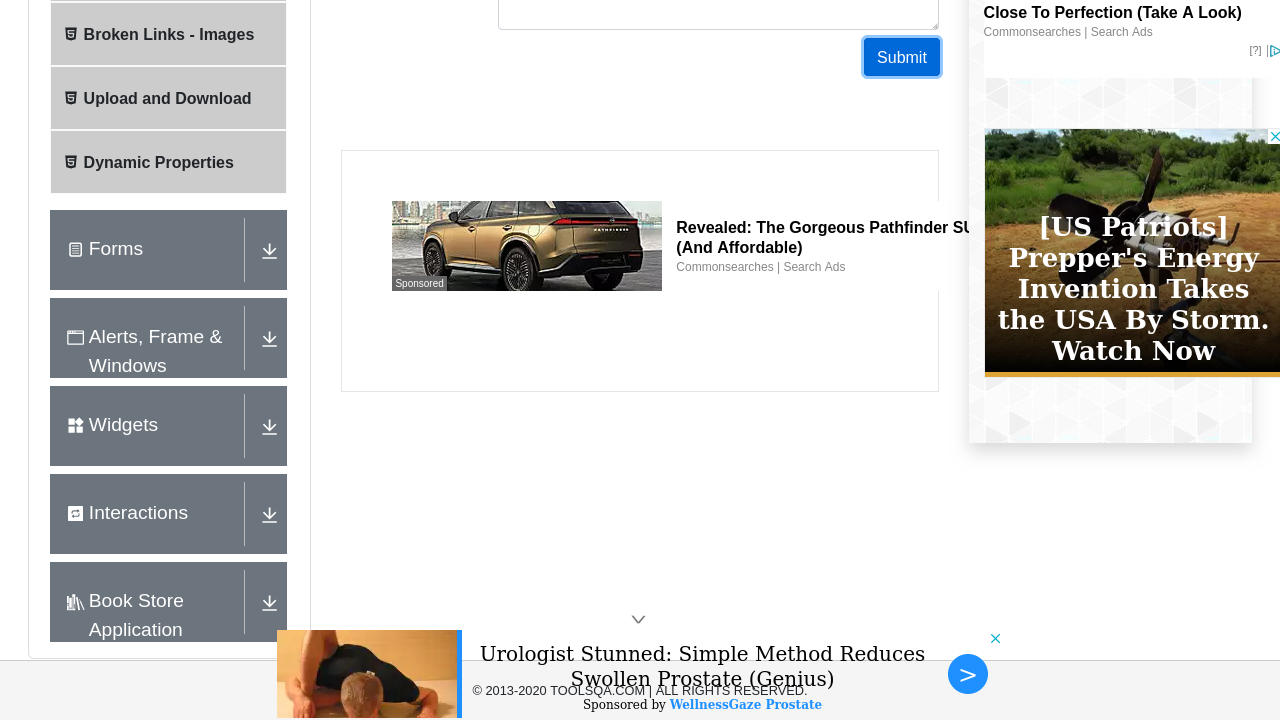 Broken Links - Images
Upload and Download
Dynamic Properties
Forms
Alerts, Frame &
Windows
Widgets
Interactions
Book Store
Application
Submit
Sponsored
Revealed: The Gorgeous Pathfinder SU
(And Affordable)
Commonsearches | Search Ads
Close To Perfection (Take A Look)
Commonsearches | Search Ads
[?]
[US Patriots]
Prepper's Energy
Invention Takes
the USA By Storm.
Watch Now
Urologist Stunned: Simple Method Reduces
Swollen Prostate (Genius)
© 2013-2020 TOOLSQA.COM | ALL RIGHTS RESERVED.
Sponsored by WellnessGaze Prostate